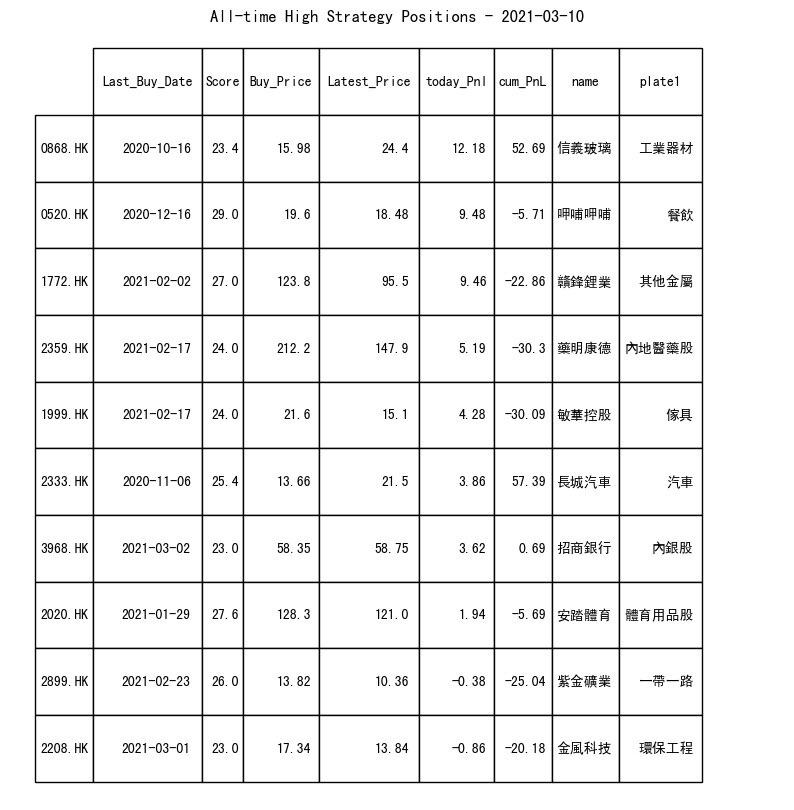 All-time High Strategy Positions - 2021-03-10
Last_Buy_Date Score Buy_Price Latest_Price today_Pnl cum_PnL name plate1
0868.HK 2020-10-16 23.4 15.98 24.4 12.18 52.69 信義玻璃 工業器材
0520.HK 2020-12-16 29.0 19.6 18.48 9.48 -5.71 呷哺呷哺 餐飲
1772.HK 2021-02-02 27.0 123.8 95.5 9.46 -22.86 贛鋒鋰業 其他金屬
2359.HK 2021-02-17 24.0 212.2 147.9 5.19 -30.3 藥明康德 內地醫藥股
1999.HK 2021-02-17 24.0 21.6 15.1 4.28 -30.09 敏華控股 傢具
2333.HK 2020-11-06 25.4 13.66 21.5 3.86 57.39 長城汽車 汽車
3968.HK 2021-03-02 23.0 58.35 58.75 3.62 0.69 招商銀行 內銀股
2020.HK 2021-01-29 27.6 128.3 121.0 1.94 -5.69 安踏體育 體育用品股
2899.HK 2021-02-23 26.0 13.82 10.36 -0.38 -25.04 紫金礦業 一帶一路
2208.HK 2021-03-01 23.0 17.34 13.84 -0.86 -20.18 金風科技 環保工程